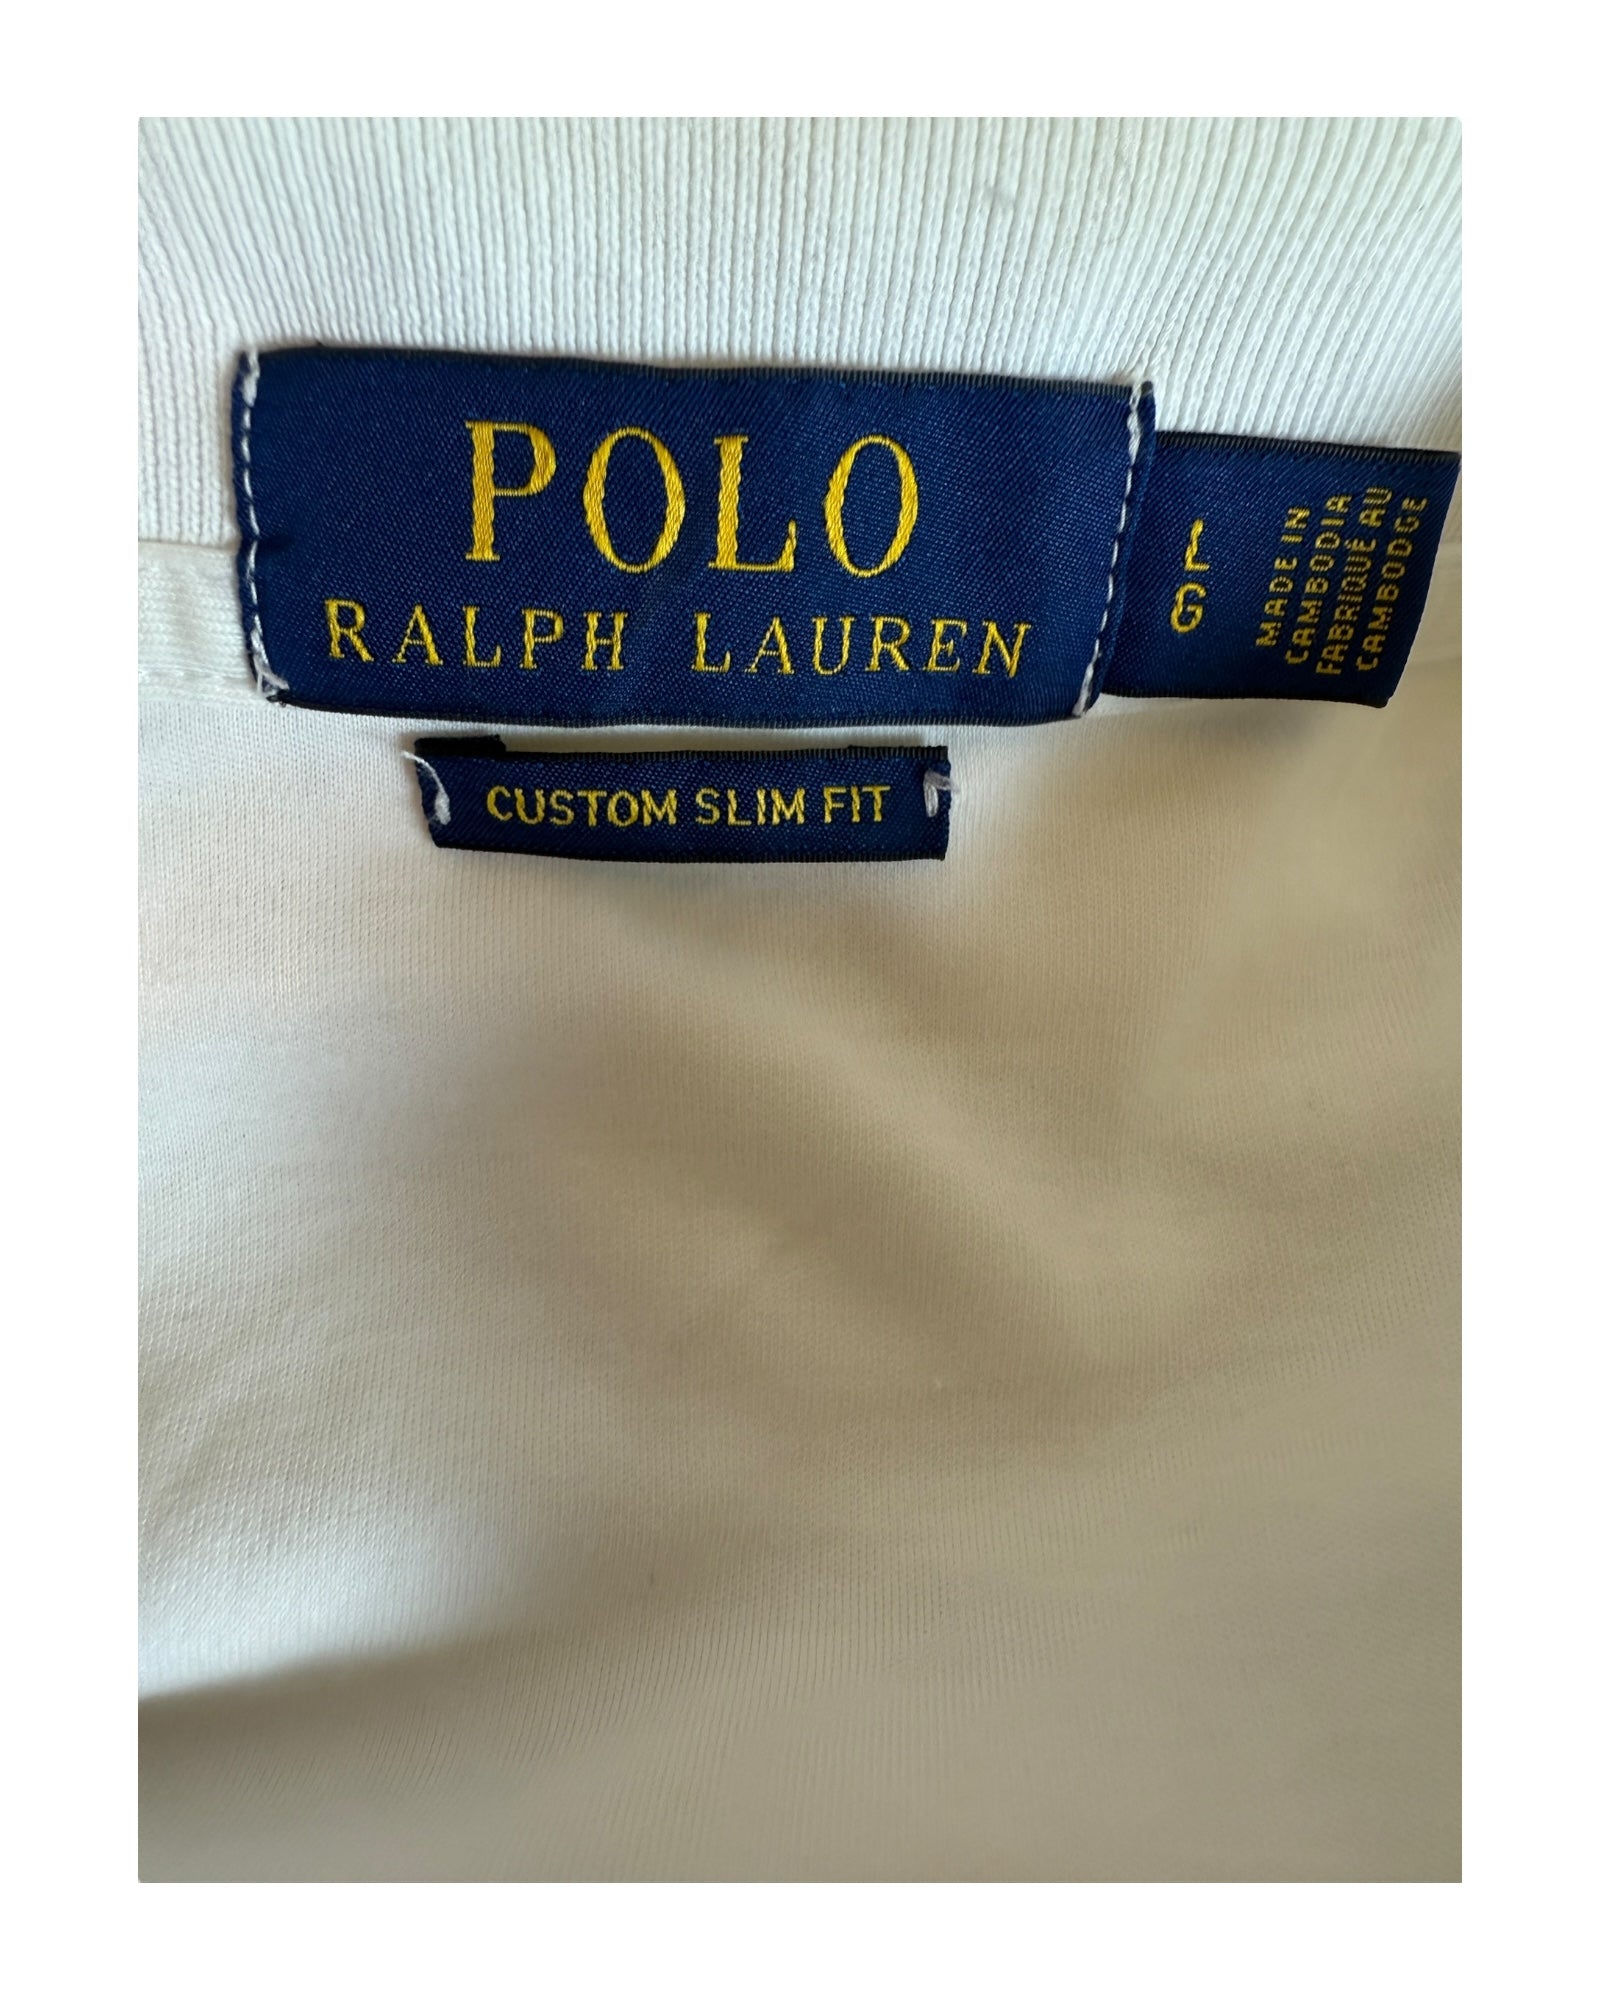 POLO
RALPH LAUREN
CUSTOM SLIM FIT
L
G
MADE IN
CAMBODIA
FABRIQUÉ AU
CAMBODGE